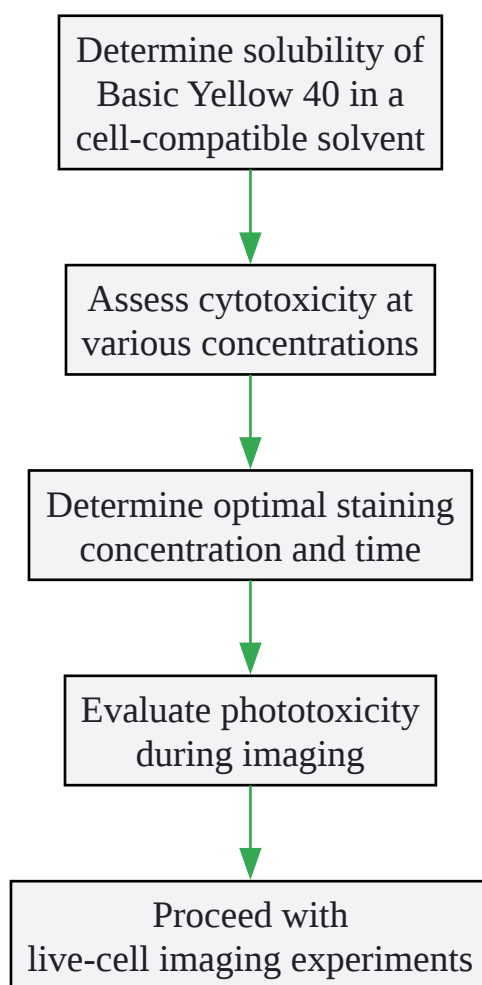 Determine solubility of
Basic Yellow 40 in a
cell-compatible solvent
Assess cytotoxicity at
various concentrations
Determine optimal staining
concentration and time
Evaluate phototoxicity
during imaging
Proceed with
live-cell imaging experiments